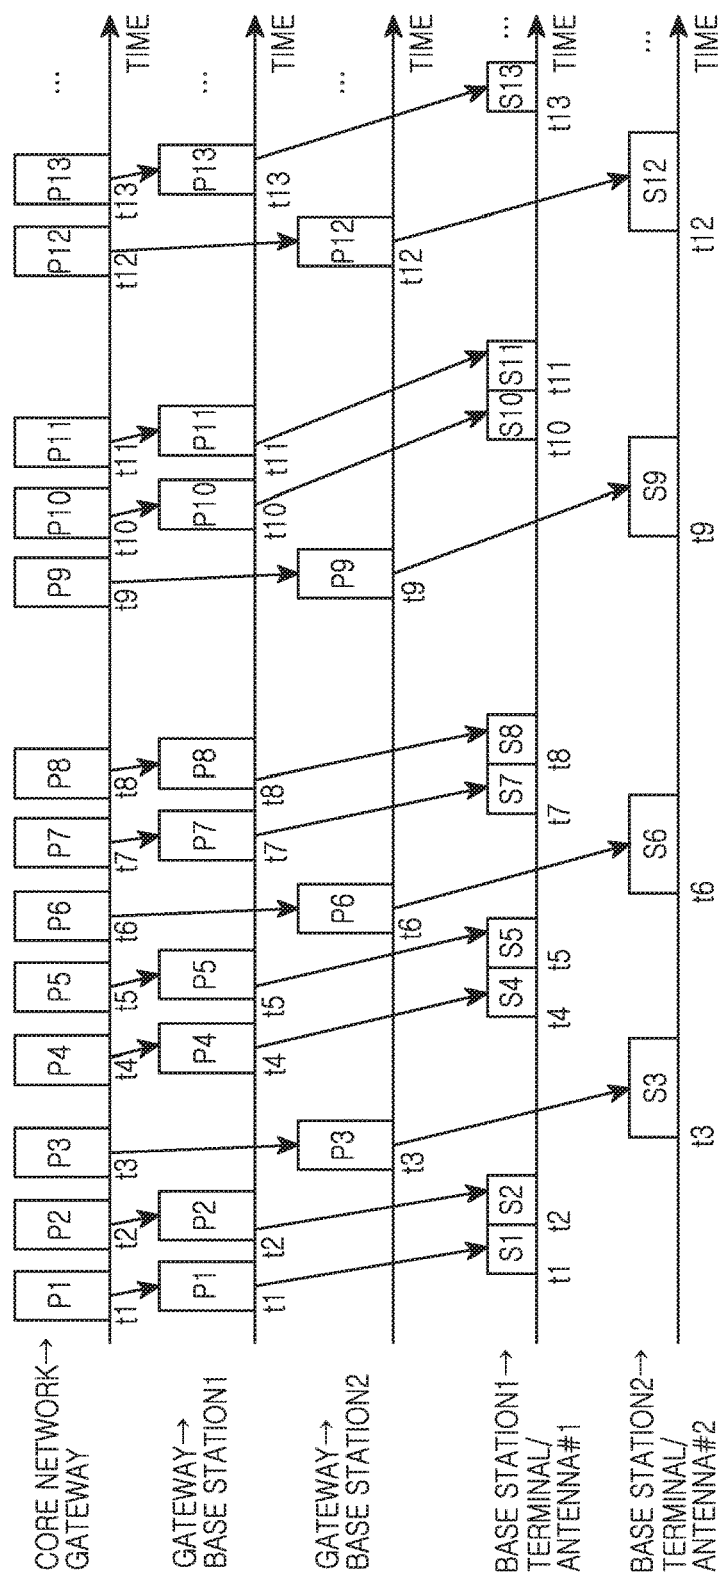 CORE NETWORK→
GATEWAY
P1 P2 P3 P4 P5 P6 P7 P8 P9 P10 P11 P12 P13 ...
t1 t2 t3 t4 t5 t6 t7 t8 t9 t10 t11 t12 t13 TIME
GATEWAY→
BASE STATION1
P1 P2 P4 P5 P7 P8 P10 P11 P13 ...
t1 t2 t4 t5 t7 t8 t10 t11 t13 TIME
GATEWAY→
BASE STATION2
P3 P6 P9 P12 ...
t3 t6 t9 t12 TIME
BASE STATION1→
TERMINAL/
ANTENNA#1
S1 S2 S4 S5 S7 S8 S10 S11 S13 ...
t1 t2 t4 t5 t7 t8 t10 t11 t13 TIME
BASE STATION2→
TERMINAL/
ANTENNA#2
S3 S6 S9 S12 ...
t3 t6 t9 t12 TIME